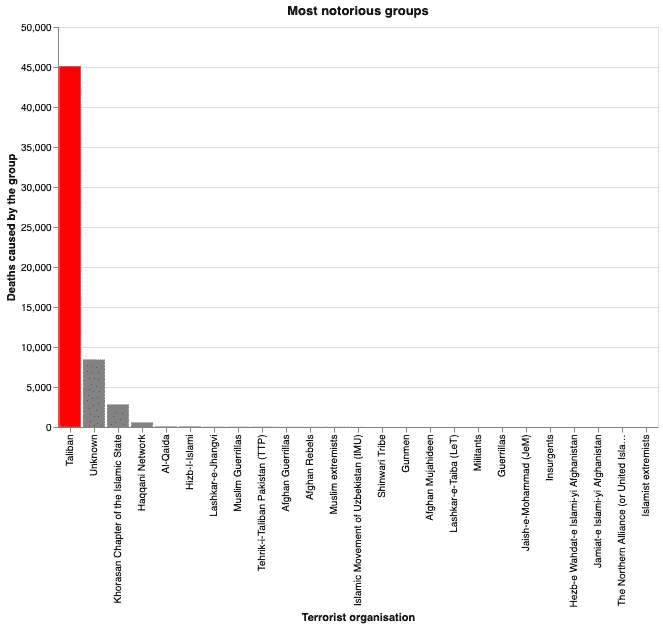 Most notorious groups
Deaths caused by the group
50,000
45,000
40,000
35,000
30,000
25,000
20,000
15,000
10,000
5,000
0
Taliban
Unknown
Khorasan Chapter of the Islamic State
Haqqani Network
Al-Qaida
Hizb-I-Islami
Lashkar-e-Jhangvi
Muslim Guerrillas
Tehrik-i-Taliban Pakistan (TTP)
Afghan Guerrillas
Afghan Rebels
Muslim extremists
Islamic Movement of Uzbekistan (IMU)
Shinwari Tribe
Gunmen
Afghan Mujahideen
Lashkar-e-Taiba (LeT)
Militants
Guerrillas
Jaish-e-Mohammad (JeM)
Insurgents
Hezb-e Wahdat-e Islami-yi Afghanistan
Jamiat-e Islami-yi Afghanistan
The Northern Alliance (or United Isla...
Islamist extremists
Terrorist organisation